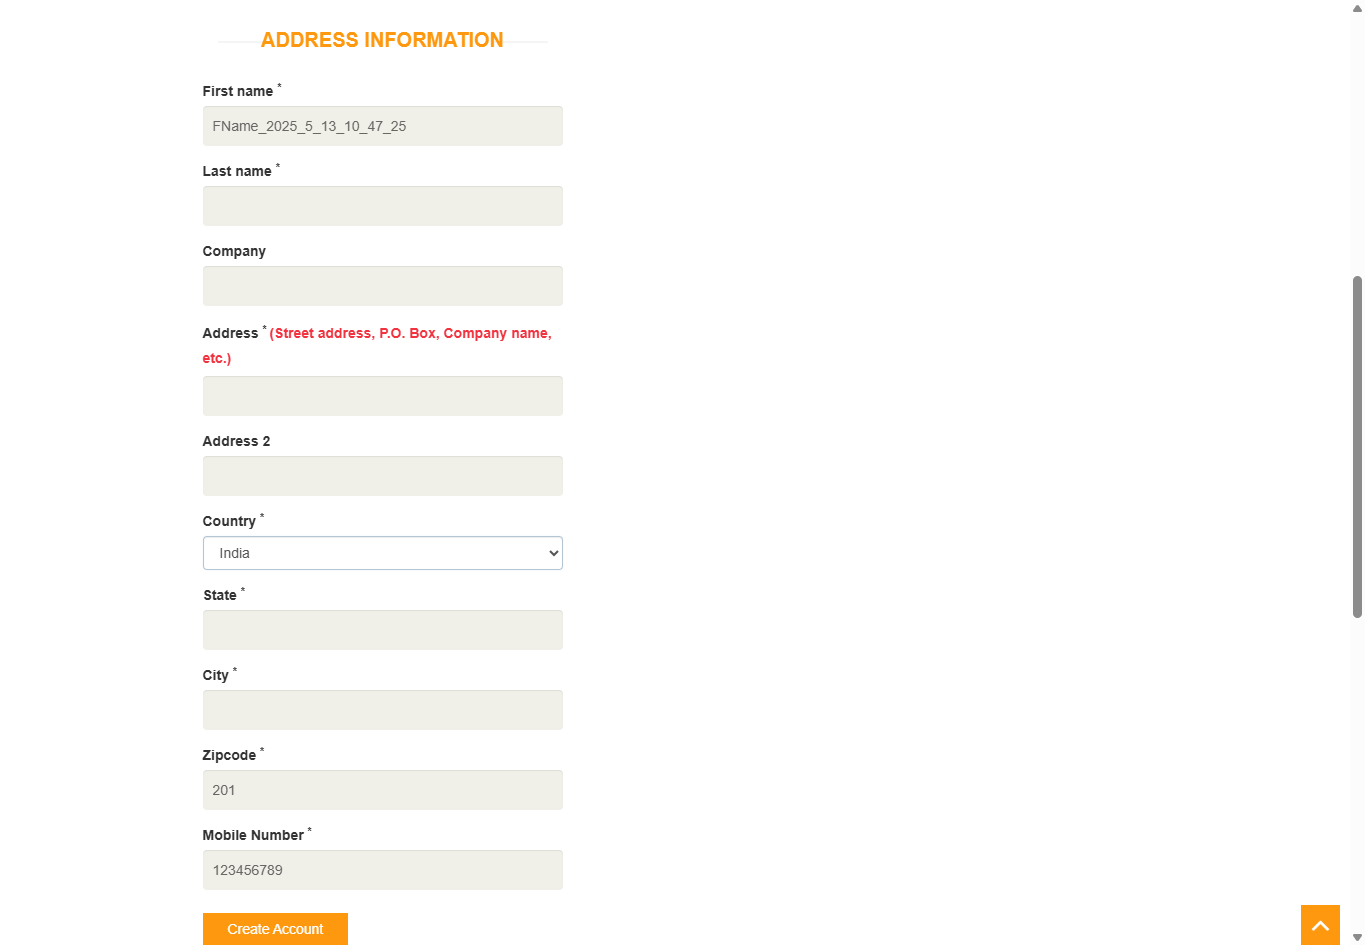 ADDRESS INFORMATION
First name *
FName_2025_5_13_10_47_25
Last name *
Company
Address * (Street address, P.O. Box, Company name,
etc.)
Address 2
Country *
India
State *
City *
Zipcode *
201
Mobile Number *
123456789
Create Account